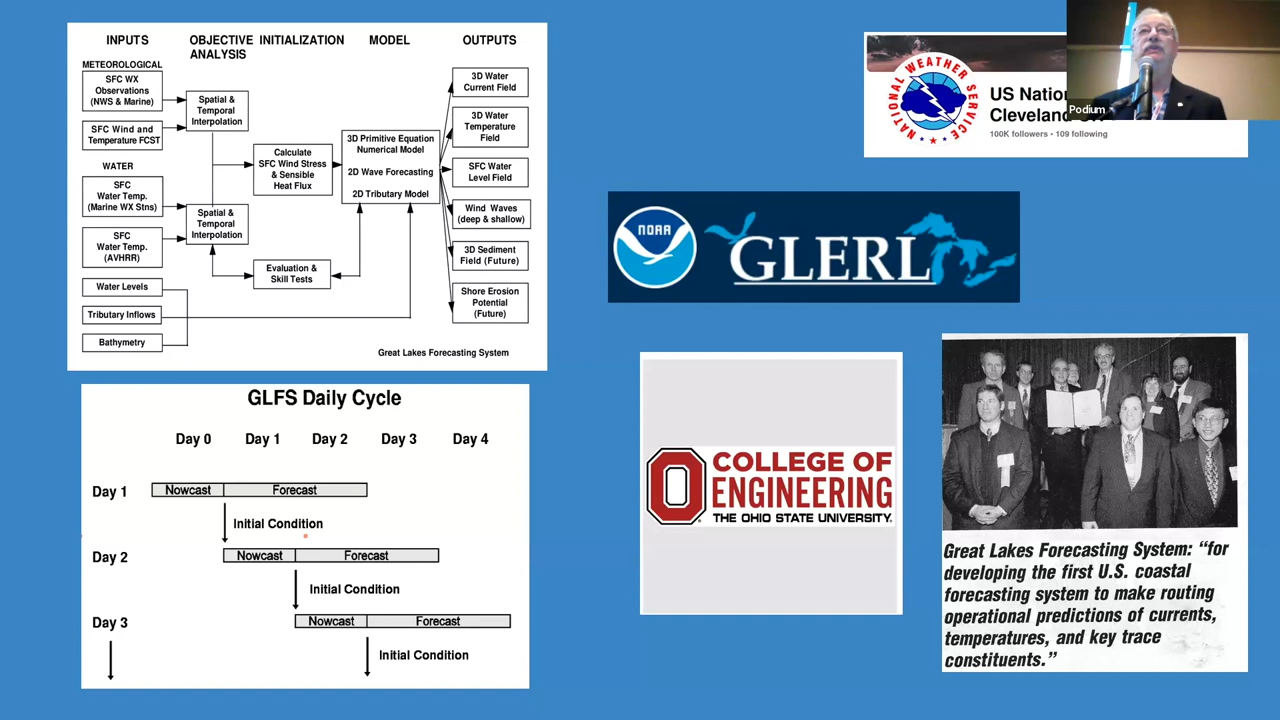 INPUTS
OBJECTIVE
ANALYSIS
INITIALIZATION
MODEL
OUTPUTS
METEOROLOGICAL
SFC WX
Observations
(NWS & Marine)
SFC Wind and
Temperature FCST
WATER
SFC
Water Temp.
(Marine WX Stns)
SFC
Water Temp.
(AVHRR)
Water Levels
Tributary Inflows
Bathymetry
Spatial &
Temporal
Interpolation
Spatial &
Temporal
Interpolation
Calculate
SFC Wind Stress
& Sensible
Heat Flux
Evaluation &
Skill Tests
3D Primitive Equation
Numerical Model
2D Wave Forecasting
2D Tributary Model
3D Water
Current Field
3D Water
Temperature
Field
SFC Water
Level Field
Wind Waves
(deep & shallow)
3D Sediment
Field (Future)
Shore Erosion
Potential
(Future)
Great Lakes Forecasting System
GLFS Daily Cycle
Day 0 Day 1 Day 2 Day 3 Day 4
Day 1
Nowcast Forecast
Initial Condition
Day 2
Nowcast Forecast
Initial Condition
Day 3
Nowcast Forecast
Initial Condition
NATIONAL WEATHER SERVICE
US
Cleveland
100K followers • 109 following
Podium
NOAA
GLERL
COLLEGE OF
ENGINEERING
THE OHIO STATE UNIVERSITY
Great Lakes Forecasting System: “for
developing the first U.S. coastal
forecasting system to make routing
operational predictions of currents,
temperatures, and key trace
constituents.”